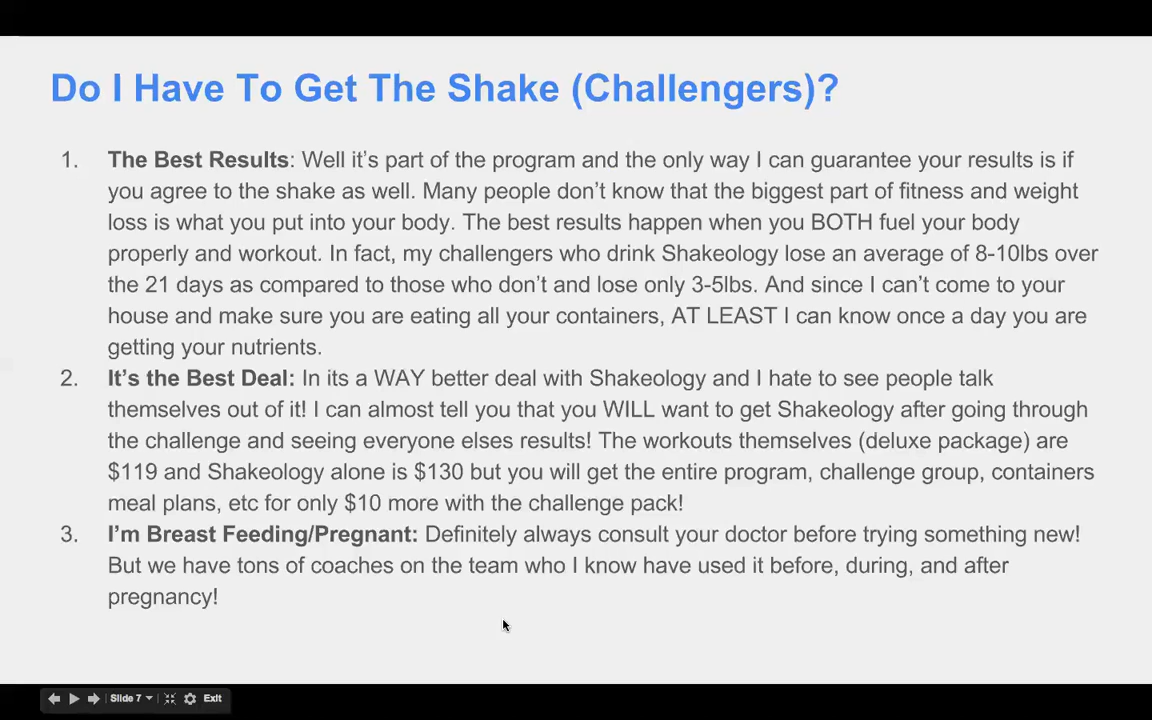 Do I Have To Get The Shake (Challengers)?
1. The Best Results: Well it's part of the program and the only way I can guarantee your results is if
you agree to the shake as well. Many people don't know that the biggest part of fitness and weight
loss is what you put into your body. The best results happen when you BOTH fuel your body
properly and workout. In fact, my challengers who drink Shakeology lose an average of 8-10lbs over
the 21 days as compared to those who don't and lose only 3-5lbs. And since I can't come to your
house and make sure you are eating all your containers, AT LEAST I can know once a day you are
getting your nutrients.
2. It's the Best Deal: In its a WAY better deal with Shakeology and I hate to see people talk
themselves out of it! I can almost tell you that you WILL want to get Shakeology after going through
the challenge and seeing everyone elses results! The workouts themselves (deluxe package) are
$119 and Shakeology alone is $130 but you will get the entire program, challenge group, containers
meal plans, etc for only $10 more with the challenge pack!
3. I'm Breast Feeding/Pregnant: Definitely always consult your doctor before trying something new!
But we have tons of coaches on the team who I know have used it before, during, and after
pregnancy!
Slide 7 Exit